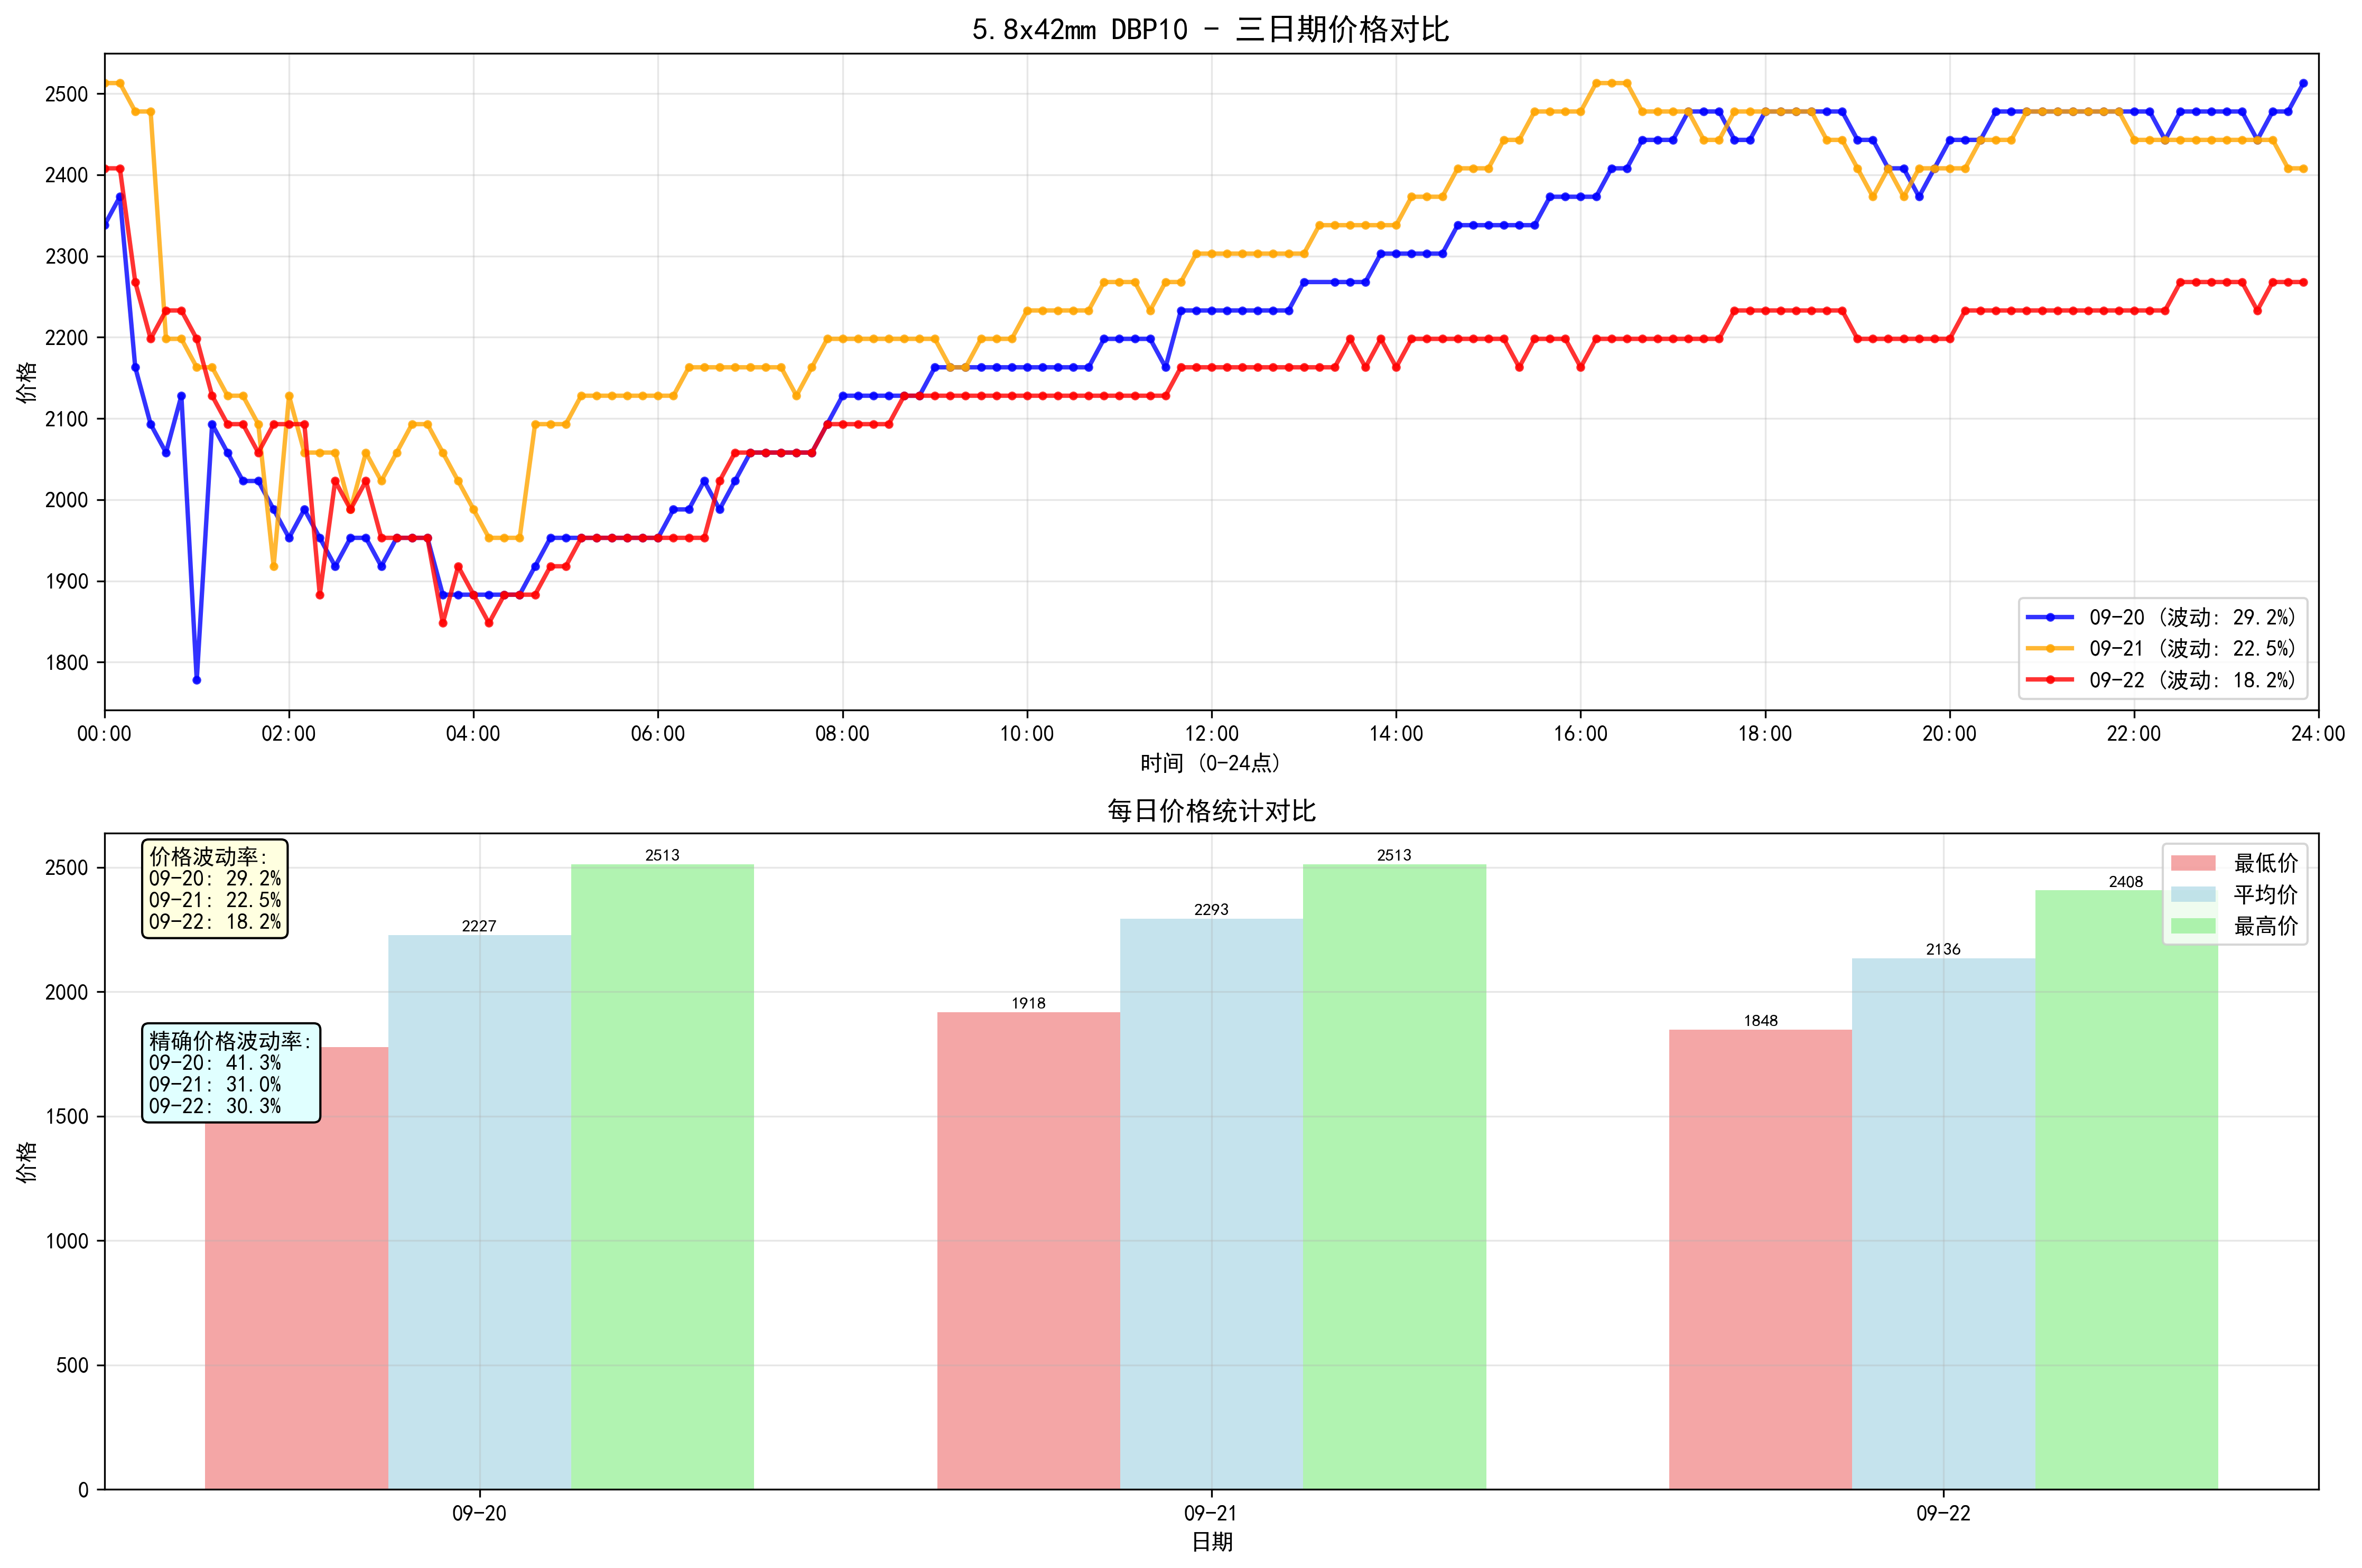 5.8x42mm DBP10 - 三日期价格对比
2500
2400
2300
2200
2100
2000
1900
1800
价格
09-20 (波动: 29.2%)
09-21 (波动: 22.5%)
09-22 (波动: 18.2%)
00:00 02:00 04:00 06:00 08:00 10:00 12:00 14:00 16:00 18:00 20:00 22:00 24:00
时间 (0-24点)
每日价格统计对比
2500
2000
1500
1000
500
0
价格
价格波动率:
09-20: 29.2%
09-21: 22.5%
09-22: 18.2%
精确价格波动率:
09-20: 41.3%
09-21: 31.0%
09-22: 30.3%
2227
2513
1918
2293
2513
1848
2136
2408
最低价
平均价
最高价
09-20 09-21 09-22
日期